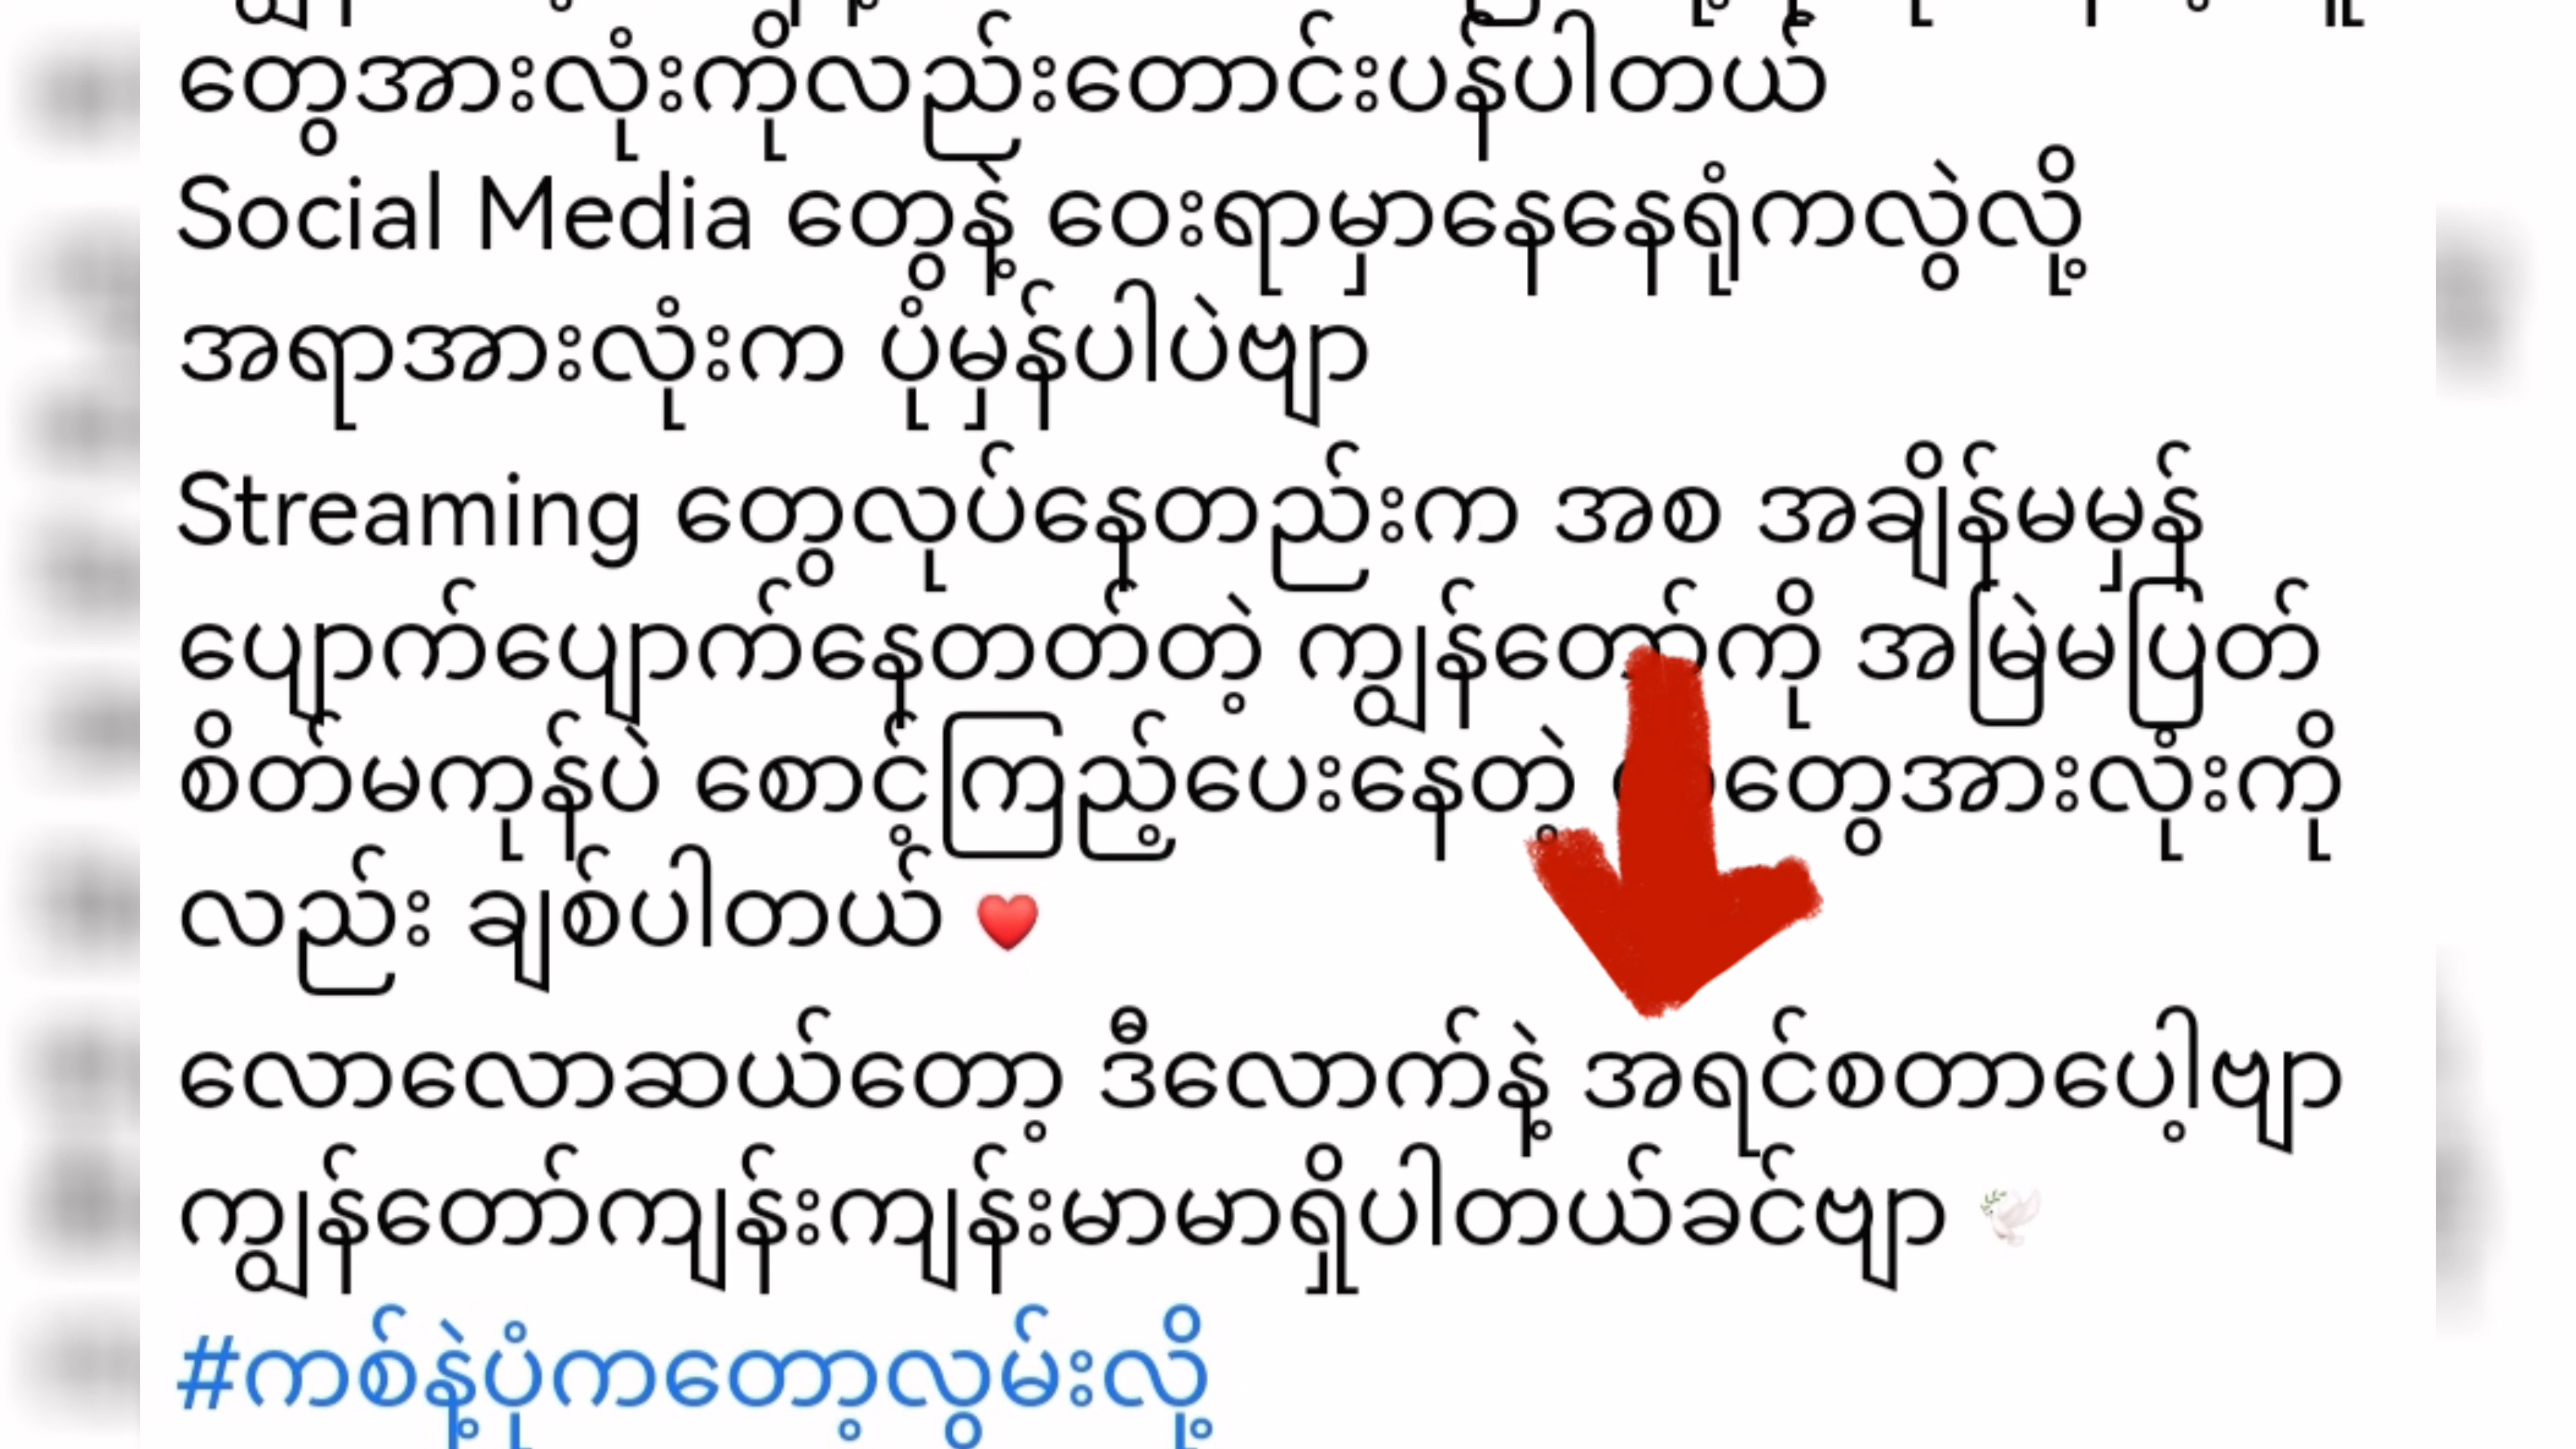 တွေအားလုံးကိုလည်းတောင်းပန်ပါတယ်
Social Media တွေနဲ့ ဝေးရာမှာနေနေရုံကလွဲလို့
အရာအားလုံးက ပုံမှန်ပါပဲဗျာ
Streaming တွေလုပ်နေတည်းက အစ အချိန်မမှန်
ပျောက်ပျောက်နေတတ်တဲ့ ကျွန်တော့်ကို အမြဲမပြတ်
စိတ်မကုန်ပဲ စောင့်ကြည့်ပေးနေတဲ့ တွေအားလုံးကို
လည်း ချစ်ပါတယ် ❤️
လောလောဆယ်တော့ ဒီလောက်နဲ့ အရင်စတာပေါ့ဗျာ
ကျွန်တော်ကျန်းကျန်းမာမာရှိပါတယ်ခင်ဗျာ 🕊️
#ကစ်နဲ့ပုံကတော့လွမ်းလို့